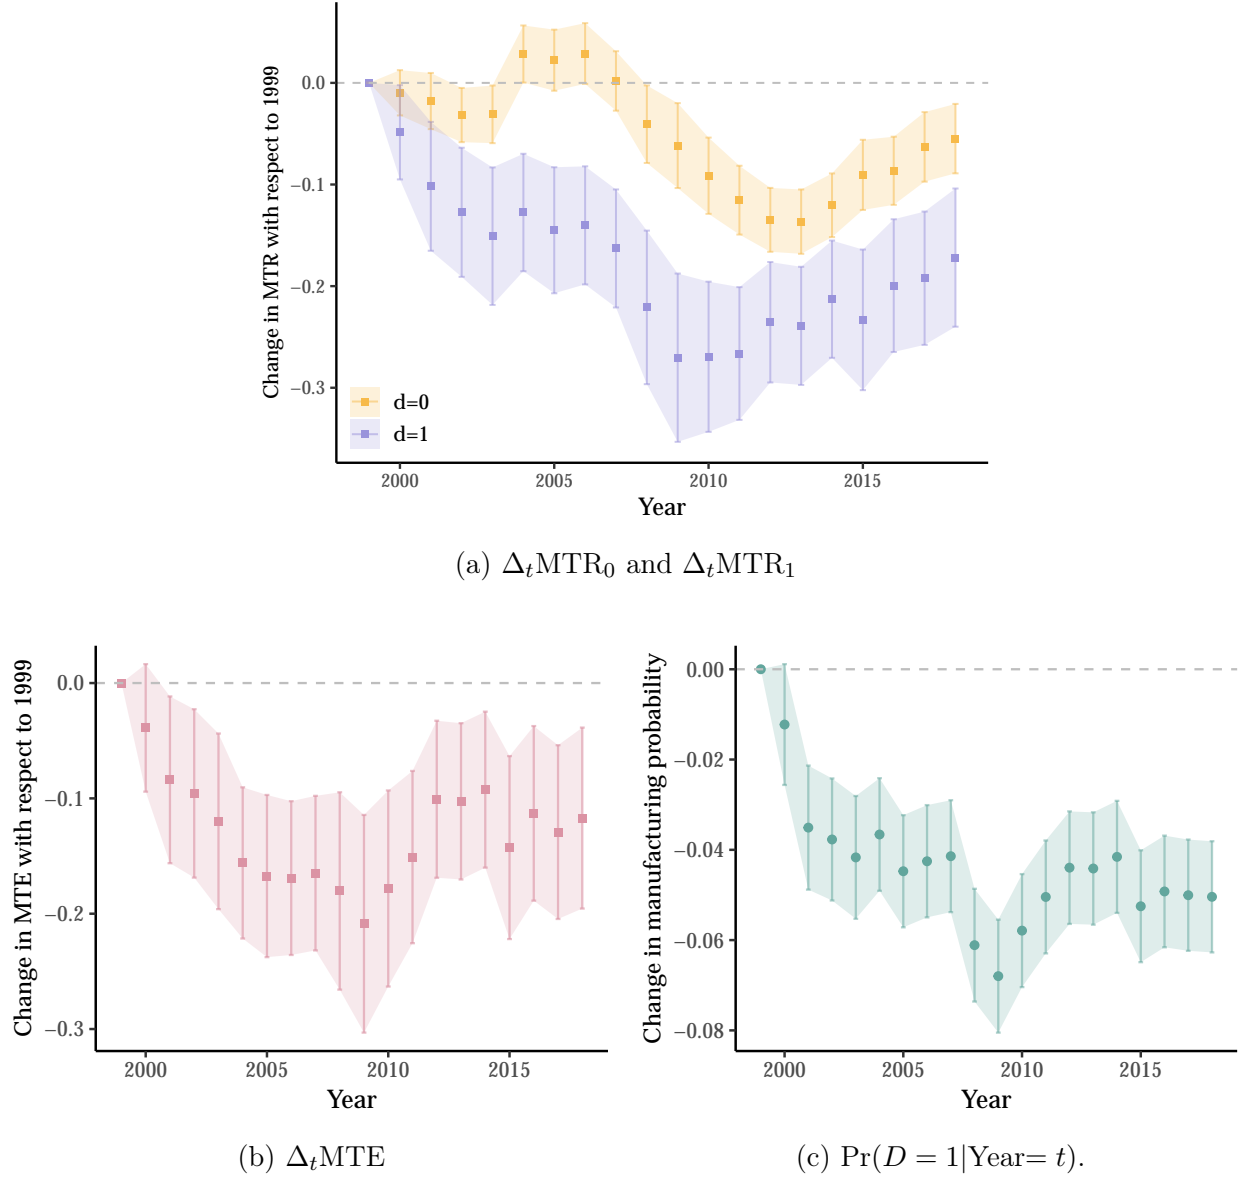 Change in MTR with respect to 1999
0.0
−0.1
−0.2
−0.3
d=0
d=1
2000 2005 2010 2015
Year
(a) ΔₜMTR₀ and ΔₜMTR₁
Change in MTE with respect to 1999
0.0
−0.1
−0.2
−0.3
2000 2005 2010 2015
Year
(b) ΔₜMTE
Change in manufacturing probability
0.00
−0.02
−0.04
−0.06
−0.08
2000 2005 2010 2015
Year
(c) Pr(D = 1|Year= t).